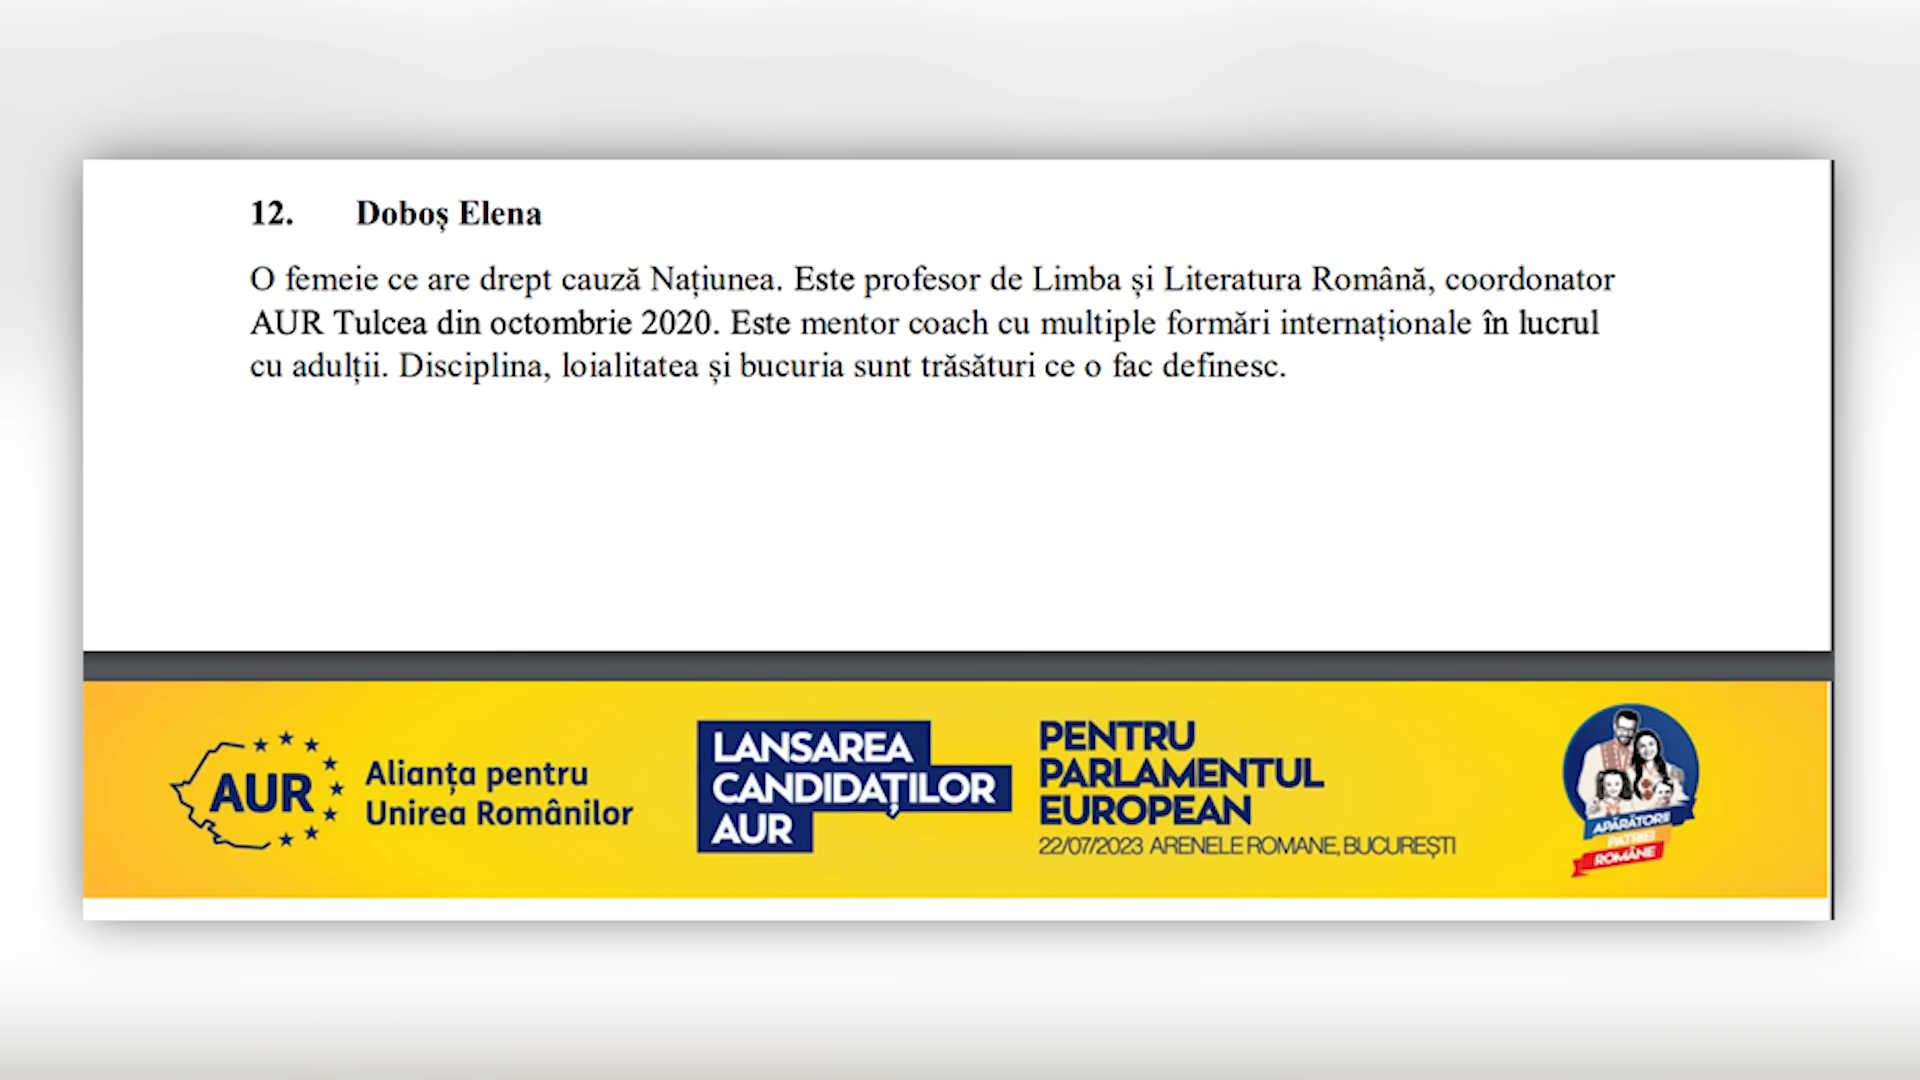 12. Doboș Elena
O femeie ce are drept cauză Națiunea. Este profesor de Limba și Literatura Română, coordonator
AUR Tulcea din octombrie 2020. Este mentor coach cu multiple formări internaționale în lucrul
cu adulții. Disciplina, loialitatea și bucuria sunt trăsături ce o fac definesc.
AUR
Alianța pentru
Unirea Românilor
LANSAREA
CANDIDAȚILOR
AUR
PENTRU
PARLAMENTUL
EUROPEAN
22/07/2023 ARENELE ROMANE, BUCUREȘTI
APĂRĂTORII
PATRIEI
ROMÂNE